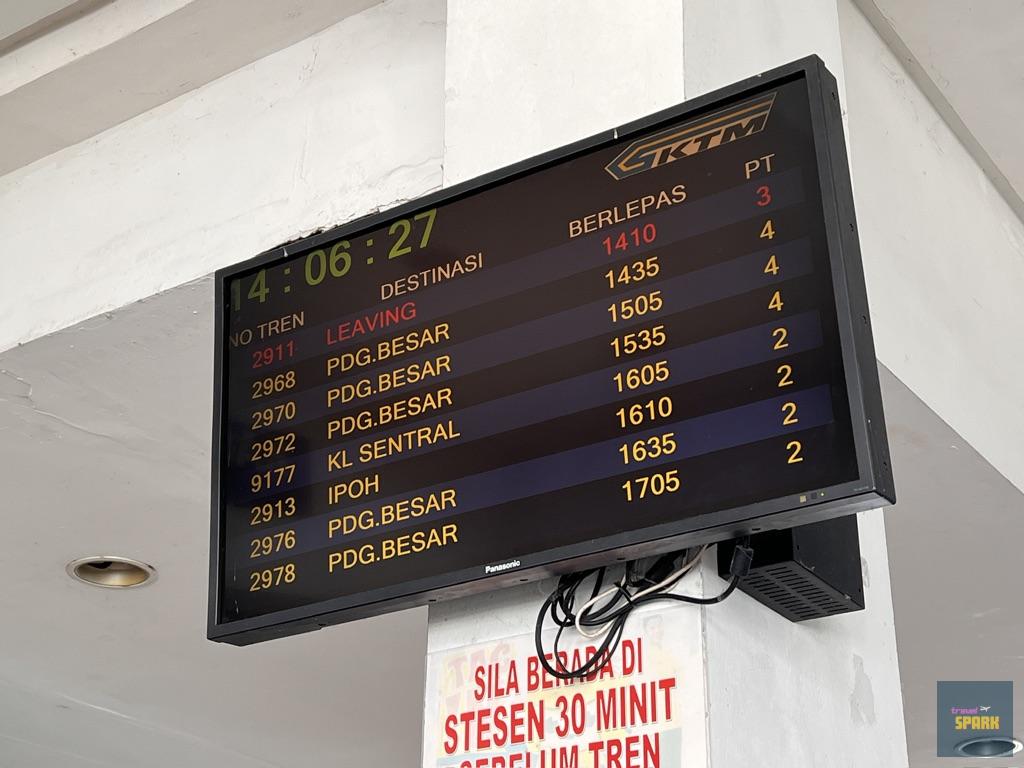 KTM
14 : 06 : 27
NO TREN DESTINASI BERLEPAS PT
2911 LEAVING 1410 3
2968 PDG.BESAR 1435 4
2970 PDG.BESAR 1505 4
2972 PDG.BESAR 1535 4
9177 KL SENTRAL 1605 2
2913 IPOH 1610 2
2976 PDG.BESAR 1635 2
2978 PDG.BESAR 1705 2
Panasonic
SILA BERADA DI
STESEN 30 MINIT
SEBELUM TREN
travel
SPARK